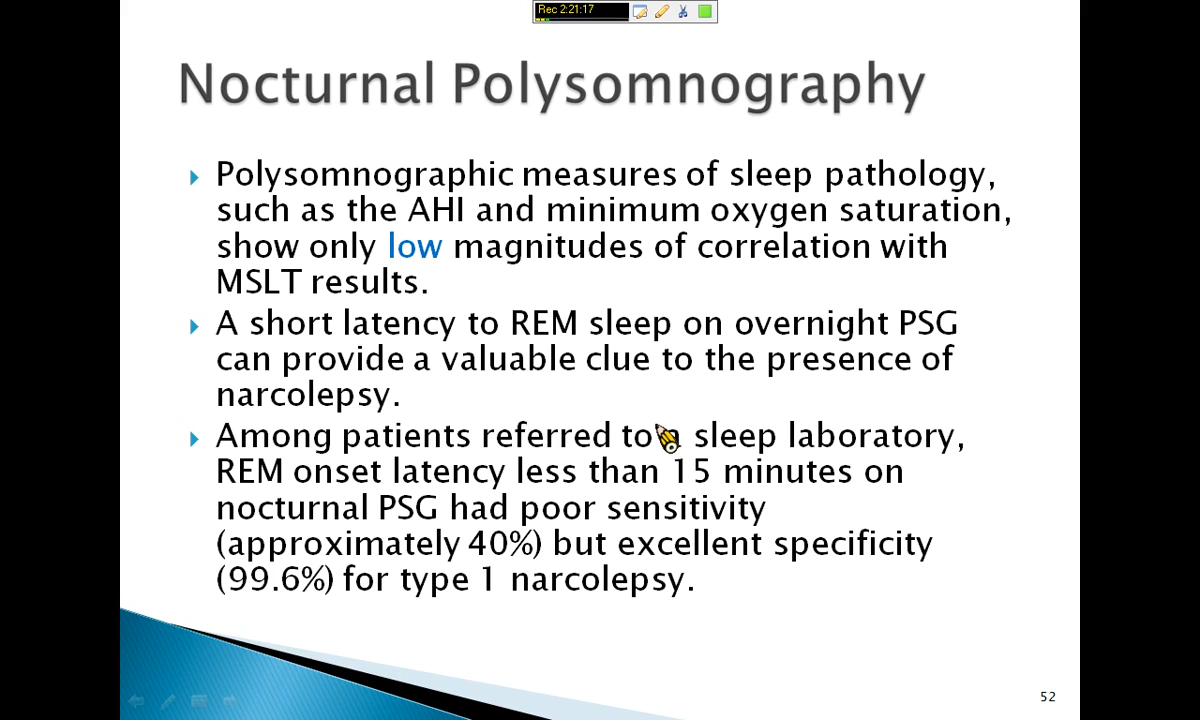 Rec 2:21:17
Nocturnal Polysomnography
Polysomnographic measures of sleep pathology,
such as the AHI and minimum oxygen saturation,
show only low magnitudes of correlation with
MSLT results.
A short latency to REM sleep on overnight PSG
can provide a valuable clue to the presence of
narcolepsy.
Among patients referred to sleep laboratory,
REM onset latency less than 15 minutes on
nocturnal PSG had poor sensitivity
(approximately 40%) but excellent specificity
(99.6%) for type 1 narcolepsy.
52